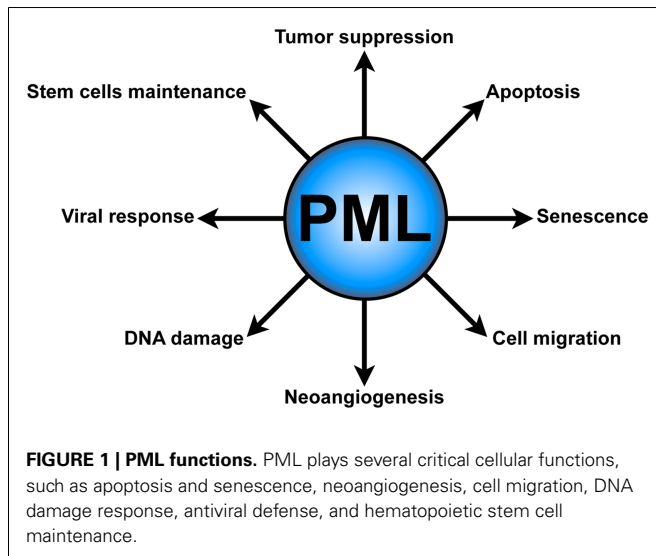 Tumor suppression
Stem cells maintenance
Apoptosis
Viral response
PML
Senescence
DNA damage
Cell migration
Neoangiogenesis
FIGURE 1 | PML functions. PML plays several critical cellular functions,
such as apoptosis and senescence, neoangiogenesis, cell migration, DNA
damage response, antiviral defense, and hematopoietic stem cell
maintenance.